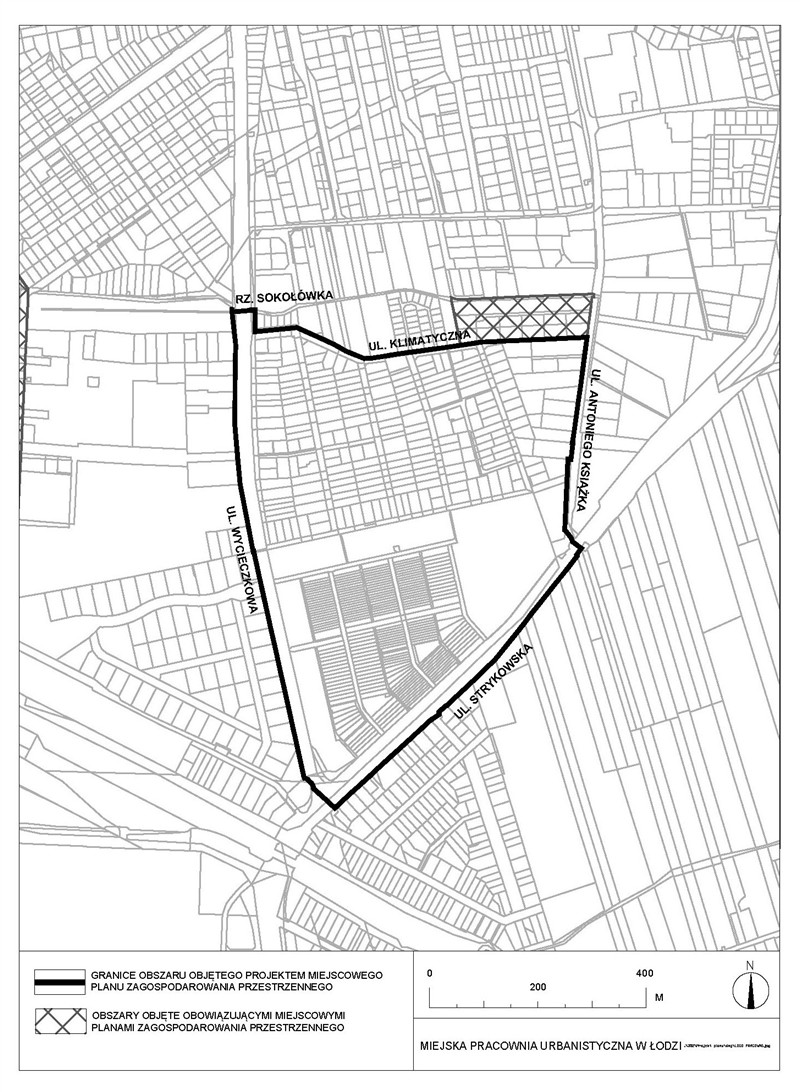 RZ. SOKOŁÓWKA
UL. KLIMATYCZNA
UL. ANTONIEGO KSIĄŻKA
UL. WYCIECZKOWA
UL. STRYKOWSKA
GRANICE OBSZARU OBJĘTEGO PROJEKTEM MIEJSCOWEGO
PLANU ZAGOSPODAROWANIA PRZESTRZENNEGO
OBSZARY OBJĘTE OBOWIĄZUJĄCYMI MIEJSCOWYMI
PLANAMI ZAGOSPODAROWANIA PRZESTRZENNEGO
0 400
200
M
N
MIEJSKA PRACOWNIA URBANISTYCZNA W ŁODZI